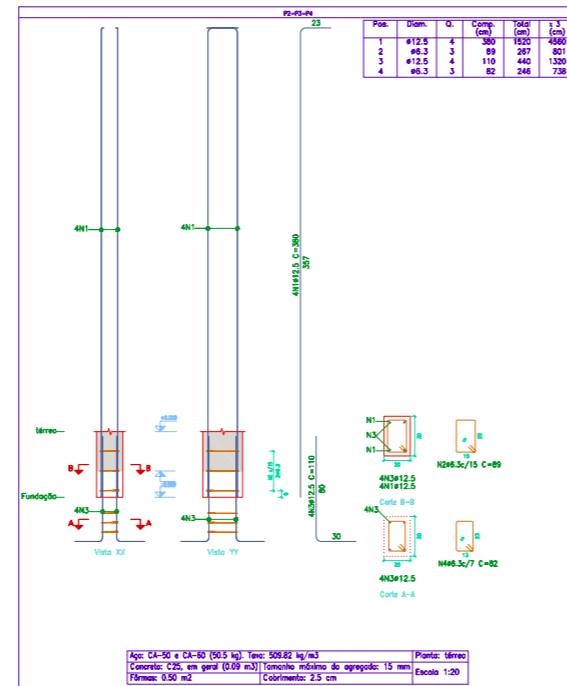 P2=P3=P4
Pos. Diam. Q. Comp. (cm) Total (cm) x 3 (cm)
1 ø12.5 4 380 1520 4560
2 ø6.3 3 89 267 801
3 ø12.5 4 110 440 1320
4 ø6.3 3 82 246 738
23
4N1
4N1
4N1ø12.5 C=380
357
térreo
Fundação
B
B
A
A
4N3
4N3
4N3ø12.5 C=110
80
30
Vista XX
Vista YY
N1
N3
N1
4N3ø12.5
4N1ø12.5
Corte B-B
15
N2ø6.3c/15 C=89
4N3
4N3ø12.5
Corte A-A
13
N4ø6.3c/7 C=82
Aço: CA-50 e CA-60 (50.5 kg). Taxa: 509.82 kg/m3
Planta: térreo
Concreto: C25, em geral (0.09 m3)
Tamanho máximo do agregado: 15 mm
Escala 1:20
Fôrmas: 0.50 m2
Cobrimento: 2.5 cm